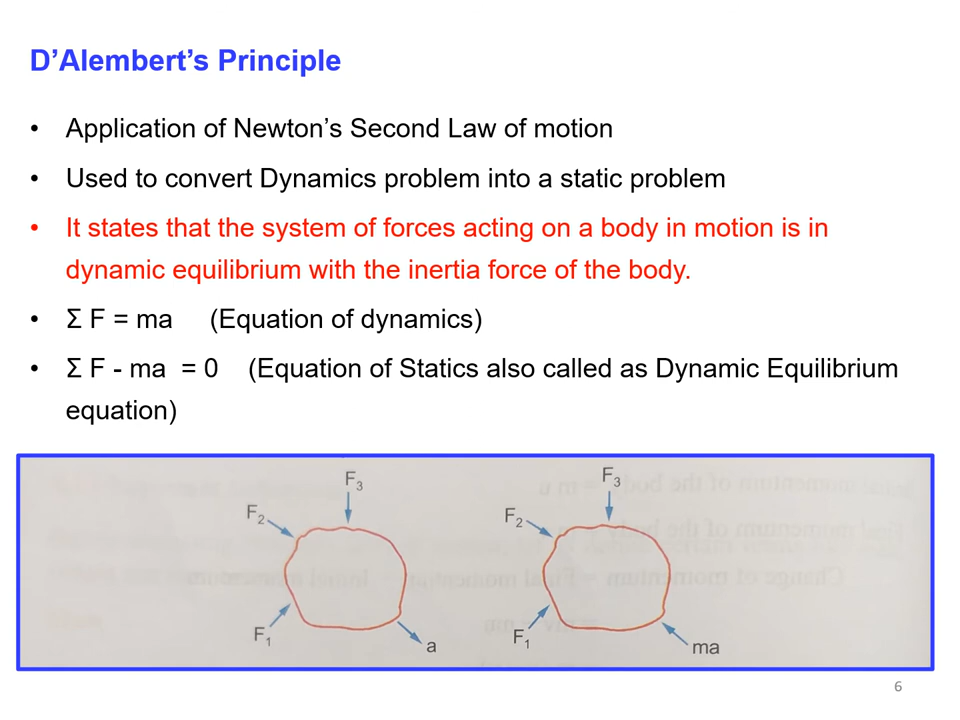 D’Alembert’s Principle
• Application of Newton’s Second Law of motion
• Used to convert Dynamics problem into a static problem
• It states that the system of forces acting on a body in motion is in
dynamic equilibrium with the inertia force of the body.
• Σ F = ma (Equation of dynamics)
• Σ F - ma = 0 (Equation of Statics also called as Dynamic Equilibrium
equation)
F₃
F₂
F₁
a
F₃
F₂
F₁
ma
6